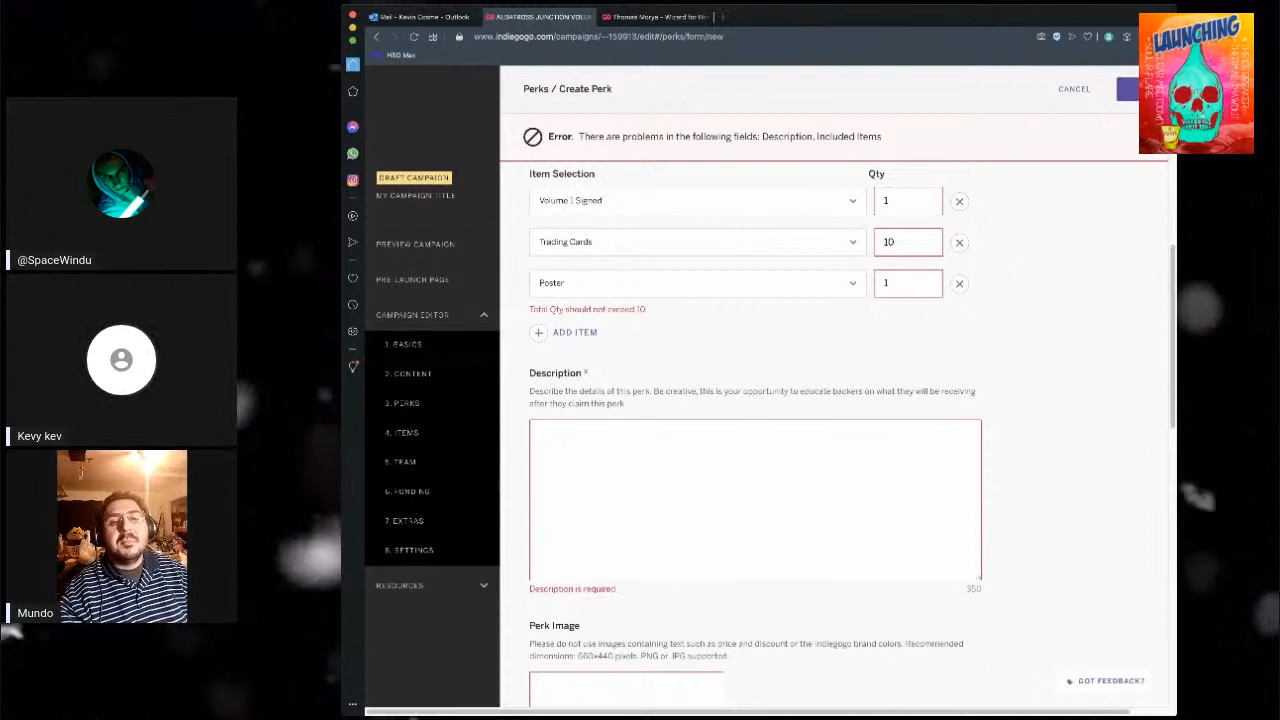 Mail - Kevin Cosme - Outlook
ALBATROSS JUNCTION VOLU
Thomas Morya - Wizard for Hi
www.indiegogo.com/campaigns/--159913/edit#/perks/form/new
HBO Max
LAUNCHING
@SpaceWindu
Kevy kev
Mundo
DRAFT CAMPAIGN
MY CAMPAIGN TITLE
PREVIEW CAMPAIGN
PRE-LAUNCH PAGE
CAMPAIGN EDITOR
1. BASICS
2. CONTENT
3. PERKS
4. ITEMS
5. TEAM
6. FUNDING
7. EXTRAS
8. SETTINGS
RESOURCES
Perks / Create Perk
CANCEL
Error. There are problems in the following fields: Description, Included Items
Item Selection
Qty
Volume 1 Signed
1
Trading Cards
10
Poster
1
Total Qty should not exceed 10
ADD ITEM
Description *
Describe the details of this perk. Be creative, this is your opportunity to educate backers on what they will be receiving
after they claim this perk
Description is required
350
Perk Image
Please do not use images containing text such as price and discount or the Indiegogo brand colors. Recommended
dimensions: 660x440 pixels. PNG or JPG supported.
GOT FEEDBACK?